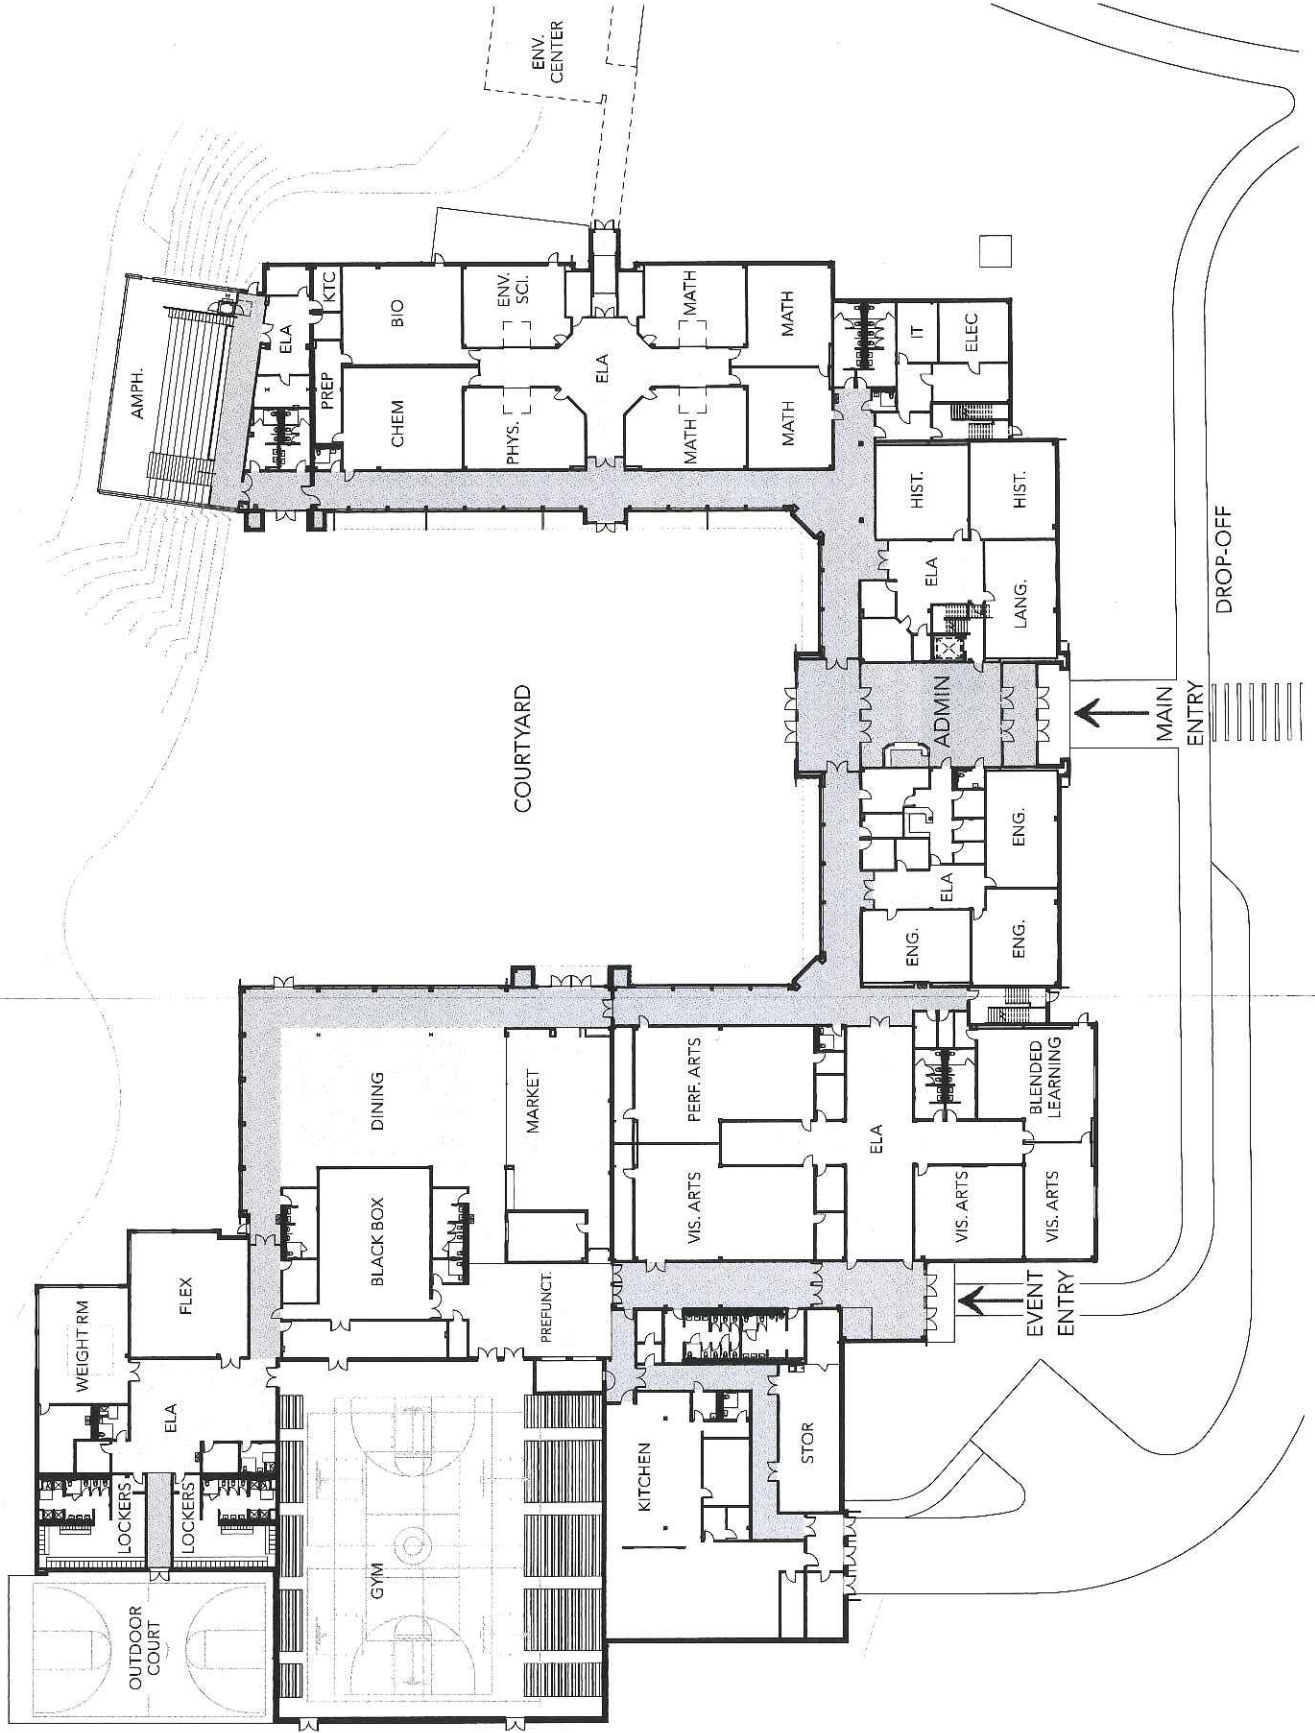 ENV.
CENTER
AMPH.
ELA
KTC
BIO
ENV.
SCI.
MATH
MATH
IT
ELEC
PREP
CHEM
PHYS.
ELA
MATH
MATH
HIST.
HIST.
ELA
LANG.
DROP-OFF
COURTYARD
ADMIN
MAIN
ENTRY
ENG.
ELA
ENG.
ENG.
DINING
MARKET
PERF. ARTS
BLENDED
LEARNING
ELA
BLACK BOX
VIS. ARTS
VIS. ARTS
VIS. ARTS
FLEX
WEIGHT RM
PREFUNCT.
EVENT
ENTRY
ELA
LOCKERS
LOCKERS
KITCHEN
STOR
GYM
OUTDOOR
COURT